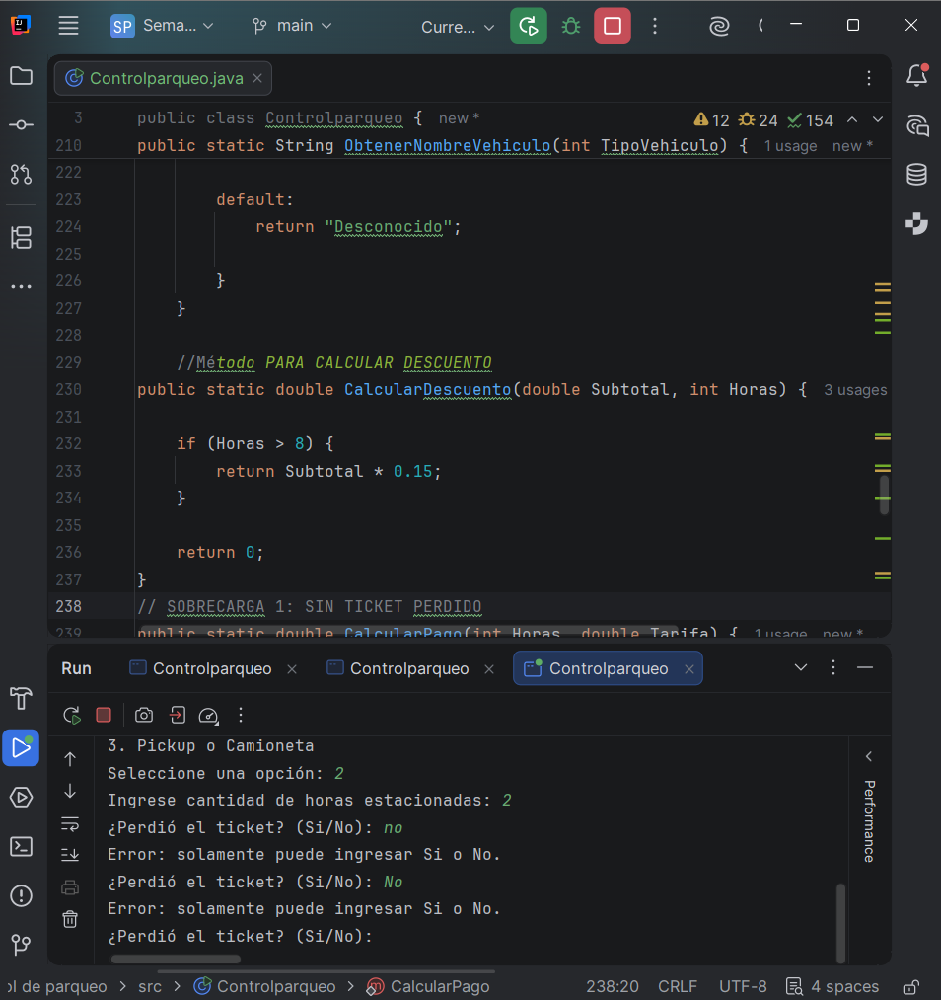 SP Sema... main Curre...
Controlparqueo.java
3 public class Controlparqueo { new *
12 24 154
210 public static String ObtenerNombreVehiculo(int TipoVehiculo) { 1 usage new *
222
223 default:
224 return "Desconocido";
225
226 }
227 }
228
229 //Método PARA CALCULAR DESCUENTO
230 public static double CalcularDescuento(double Subtotal, int Horas) { 3 usages
231
232 if (Horas > 8) {
233 return Subtotal * 0.15;
234 }
235
236 return 0;
237 }
238 // SOBRECARGA 1: SIN TICKET PERDIDO
239 public static double CalcularPago(int Horas, double Tarifa) { 1 usage new *
Run Controlparqueo Controlparqueo Controlparqueo
3. Pickup o Camioneta
Seleccione una opción: 2
Ingrese cantidad de horas estacionadas: 2
¿Perdió el ticket? (Si/No): no
Error: solamente puede ingresar Si o No.
¿Perdió el ticket? (Si/No): No
Error: solamente puede ingresar Si o No.
¿Perdió el ticket? (Si/No):
Performance
ol de parqueo > src > Controlparqueo > CalcularPago 238:20 CRLF UTF-8 4 spaces